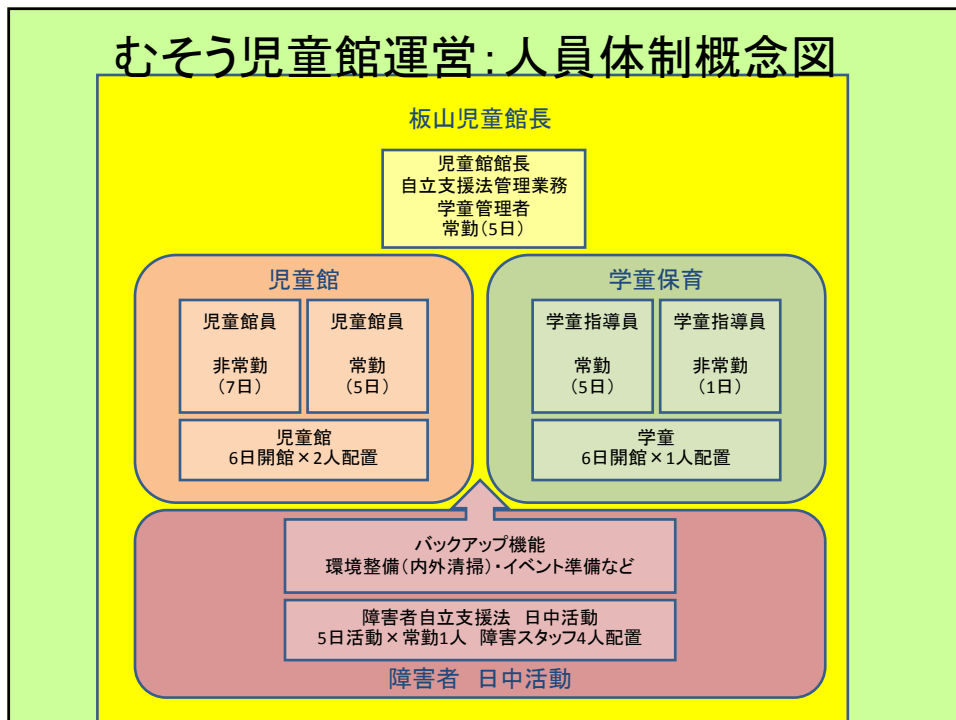 むそう児童館運営：人員体制概念図
板山児童館長
児童館館長
自立支援法管理業務
学童管理者
常勤（5日）
児童館
児童館員
非常勤
（7日）
児童館員
常勤
（5日）
児童館
6日開館×2人配置
学童保育
学童指導員
常勤
（5日）
学童指導員
非常勤
（1日）
学童
6日開館×1人配置
バックアップ機能
環境整備（内外清掃）・イベント準備など
障害者自立支援法　日中活動
5日活動×常勤1人　障害スタッフ4人配置
障害者　日中活動